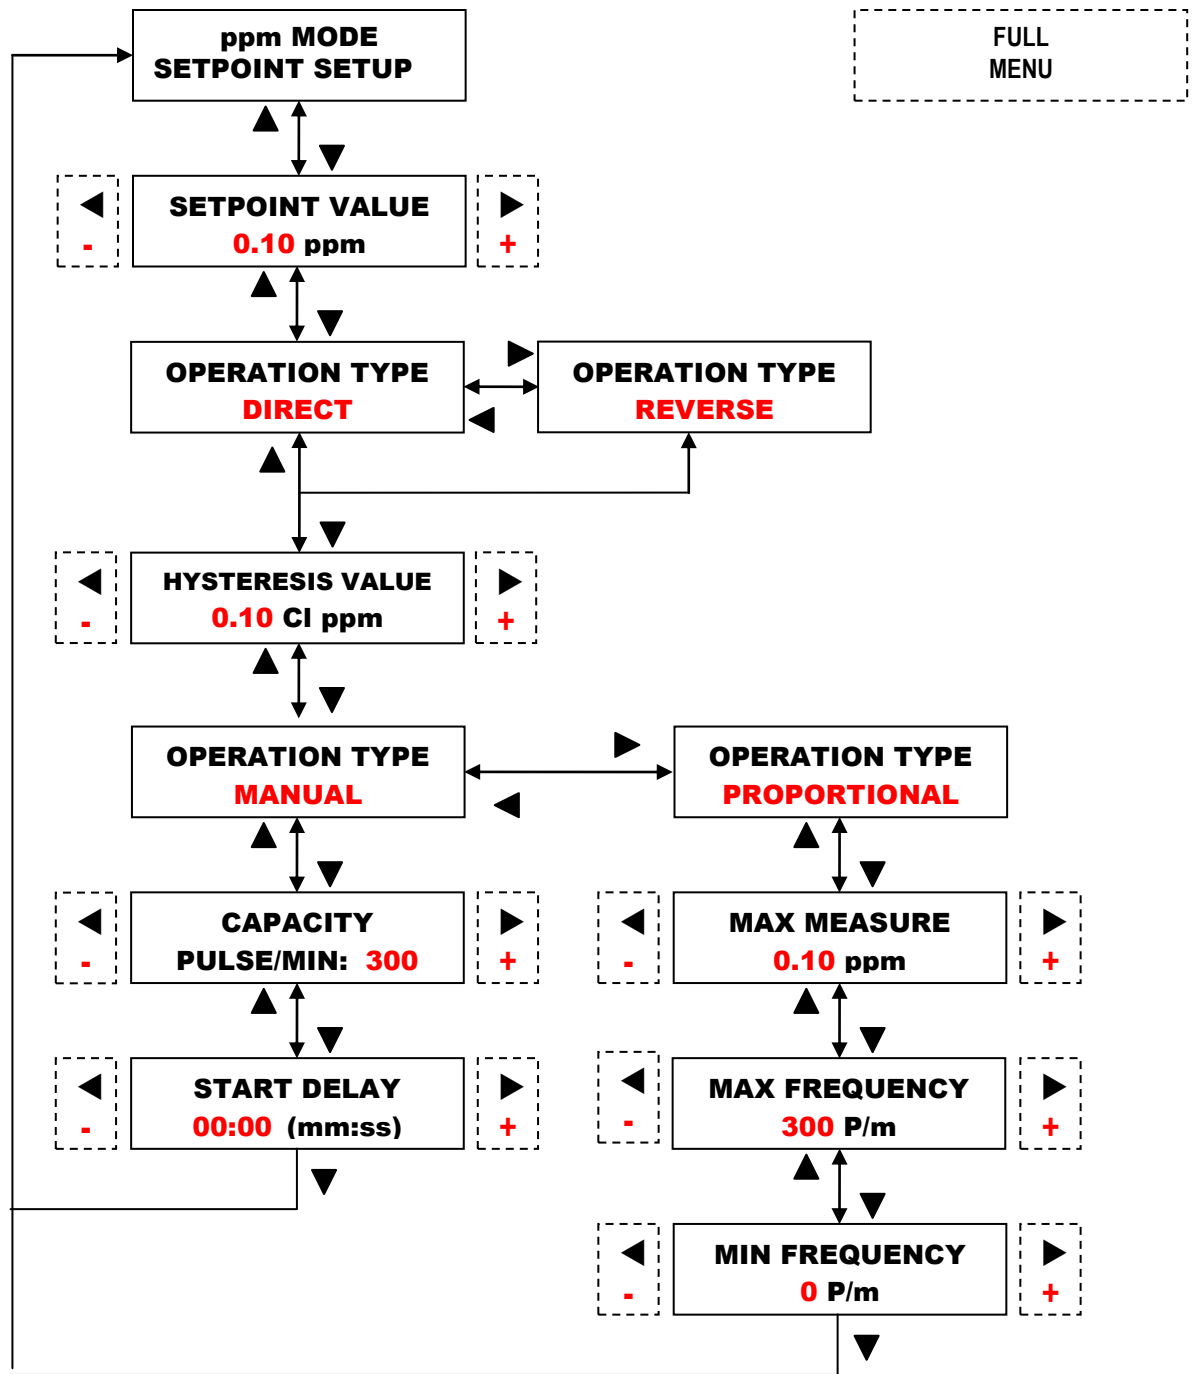 ppm MODE
SETPOINT SETUP
FULL
MENU
SETPOINT VALUE
0.10 ppm
-
+
OPERATION TYPE
DIRECT
OPERATION TYPE
REVERSE
HYSTERESIS VALUE
0.10 Cl ppm
-
+
OPERATION TYPE
MANUAL
OPERATION TYPE
PROPORTIONAL
CAPACITY
PULSE/MIN: 300
-
+
MAX MEASURE
0.10 ppm
-
+
START DELAY
00:00 (mm:ss)
-
+
MAX FREQUENCY
300 P/m
-
+
MIN FREQUENCY
0 P/m
-
+